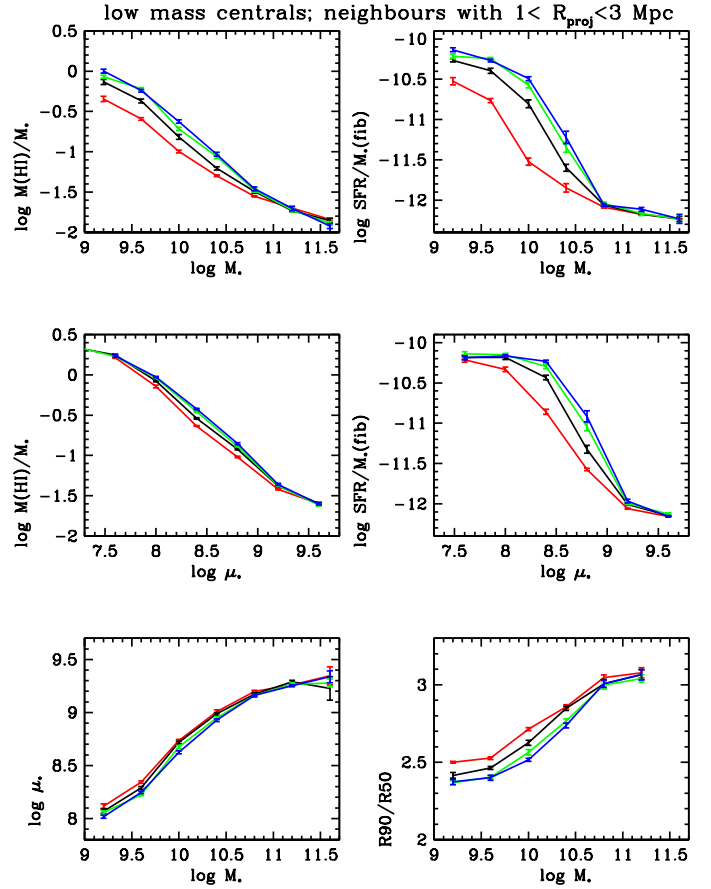 low mass centrals; neighbours with 1< R_proj<3 Mpc
0.5
0
−0.5
−1
−1.5
−2
9 9.5 10 10.5 11 11.5
log M(HI)/M*
log M*
−10
−10.5
−11
−11.5
−12
9 9.5 10 10.5 11 11.5
log SFR/M*(fib)
log M*
0.5
0
−0.5
−1
−1.5
−2
7.5 8 8.5 9 9.5
log M(HI)/M*
log μ*
−10
−10.5
−11
−11.5
−12
7.5 8 8.5 9 9.5
log SFR/M*(fib)
log μ*
9.5
9
8.5
8
9 9.5 10 10.5 11 11.5
log μ*
log M*
3
2.5
2
9 9.5 10 10.5 11 11.5
R90/R50
log M*